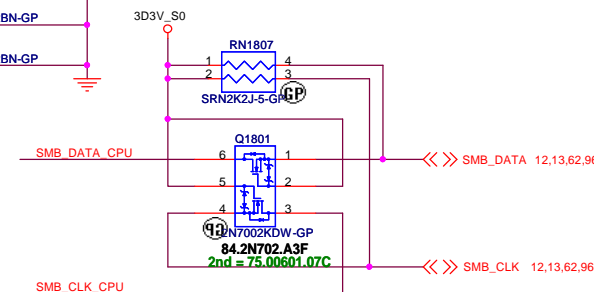 3D3V_S0
BN-GP
RN1807
BN-GP
1 4
2 3
SRN2K2J-5-GP
GP
Q1801
SMB_DATA_CPU 6 1 SMB_DATA 12,13,62,96
5 2
4 3
GP
2N7002KDW-GP
84.2N702.A3F
2nd = 75.00601.07C
SMB_CLK 12,13,62,96
SMB_CLK_CPU